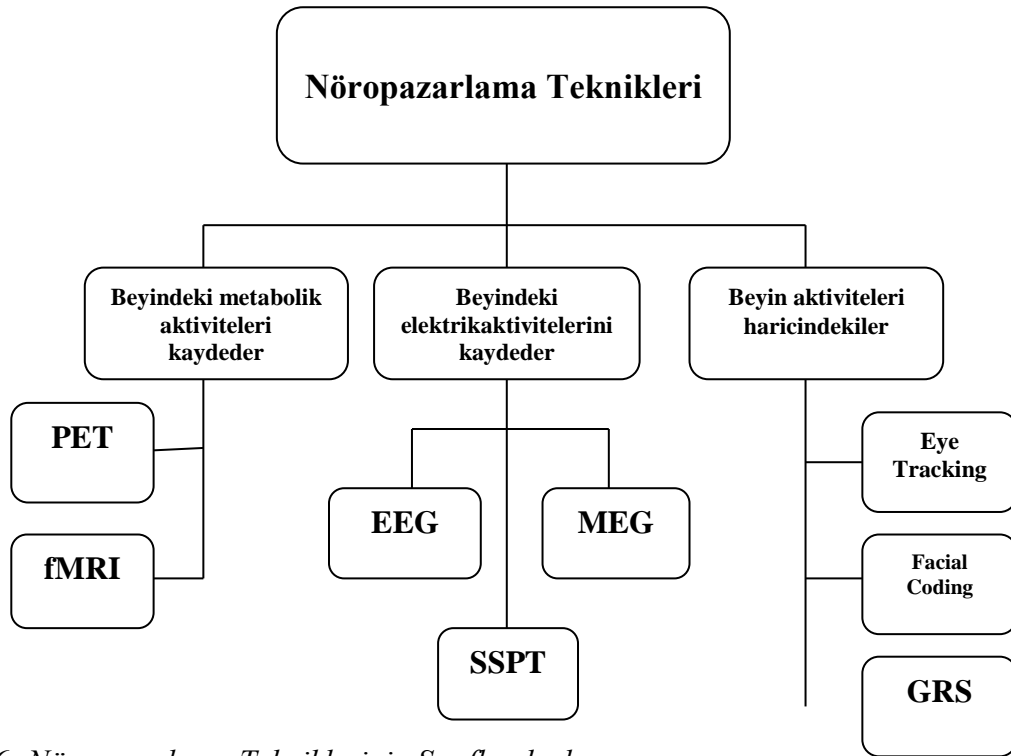 Nöropazarlama Teknikleri
Beyindeki metabolik
aktiviteleri
kaydeder
Beyindeki
elektrikaktivitelerini
kaydeder
Beyin aktiviteleri
haricindekiler
PET
fMRI
EEG
MEG
SSPT
Eye
Tracking
Facial
Coding
GRS